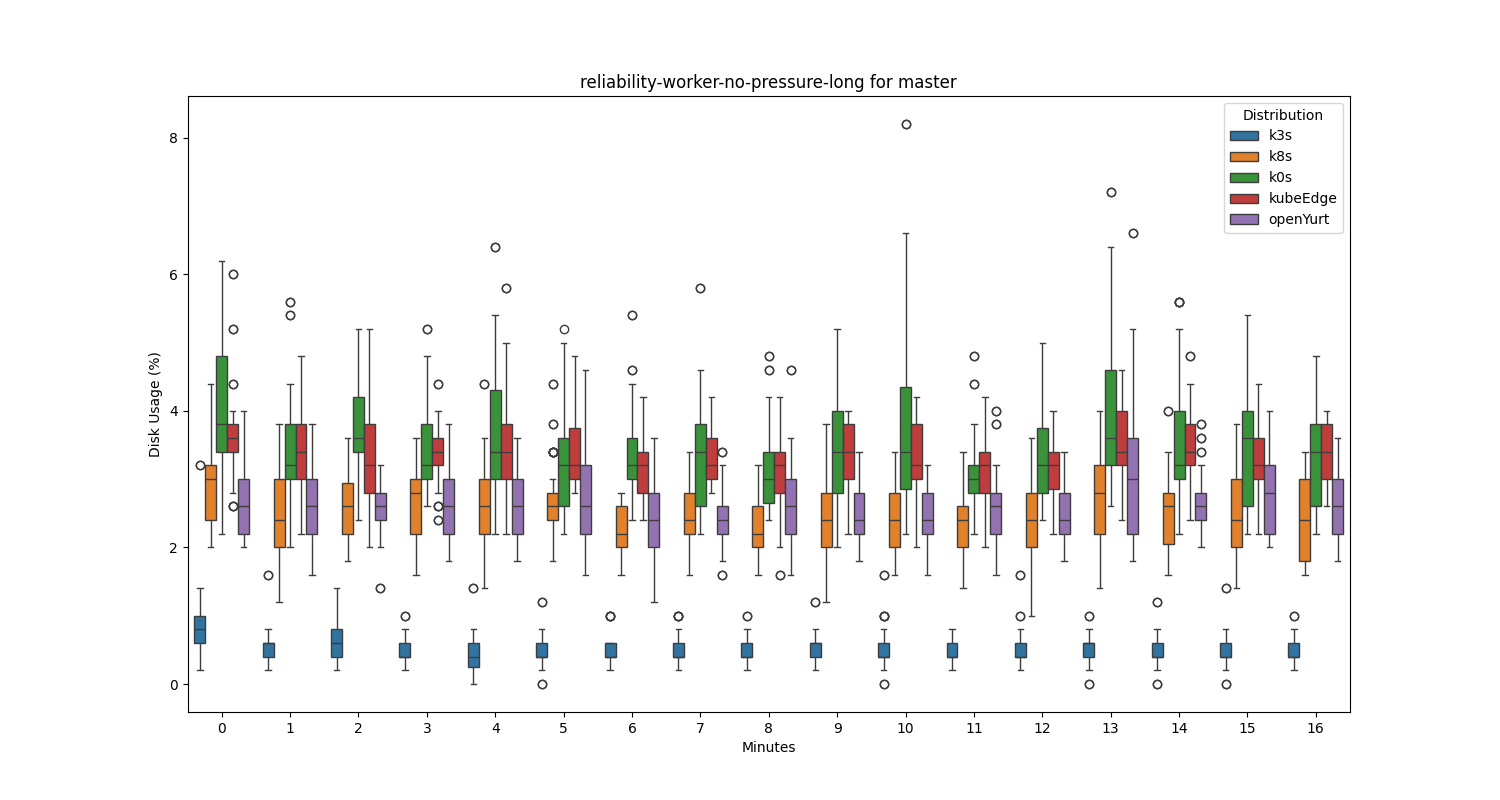 reliability-worker-no-pressure-long for master
Distribution
k3s
k8s
k0s
kubeEdge
openYurt
Disk Usage (%)
8
6
4
2
0
0 1 2 3 4 5 6 7 8 9 10 11 12 13 14 15 16
Minutes